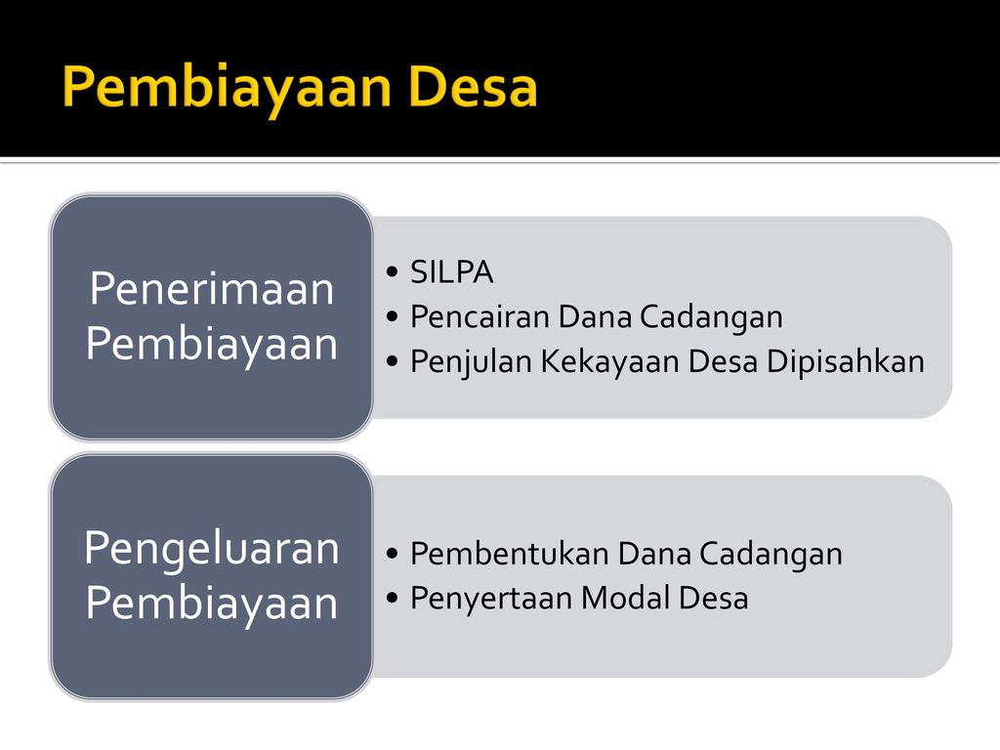 Pembiayaan Desa
Penerimaan
Pembiayaan
• SILPA
• Pencairan Dana Cadangan
• Penjulan Kekayaan Desa Dipisahkan
Pengeluaran
Pembiayaan
• Pembentukan Dana Cadangan
• Penyertaan Modal Desa